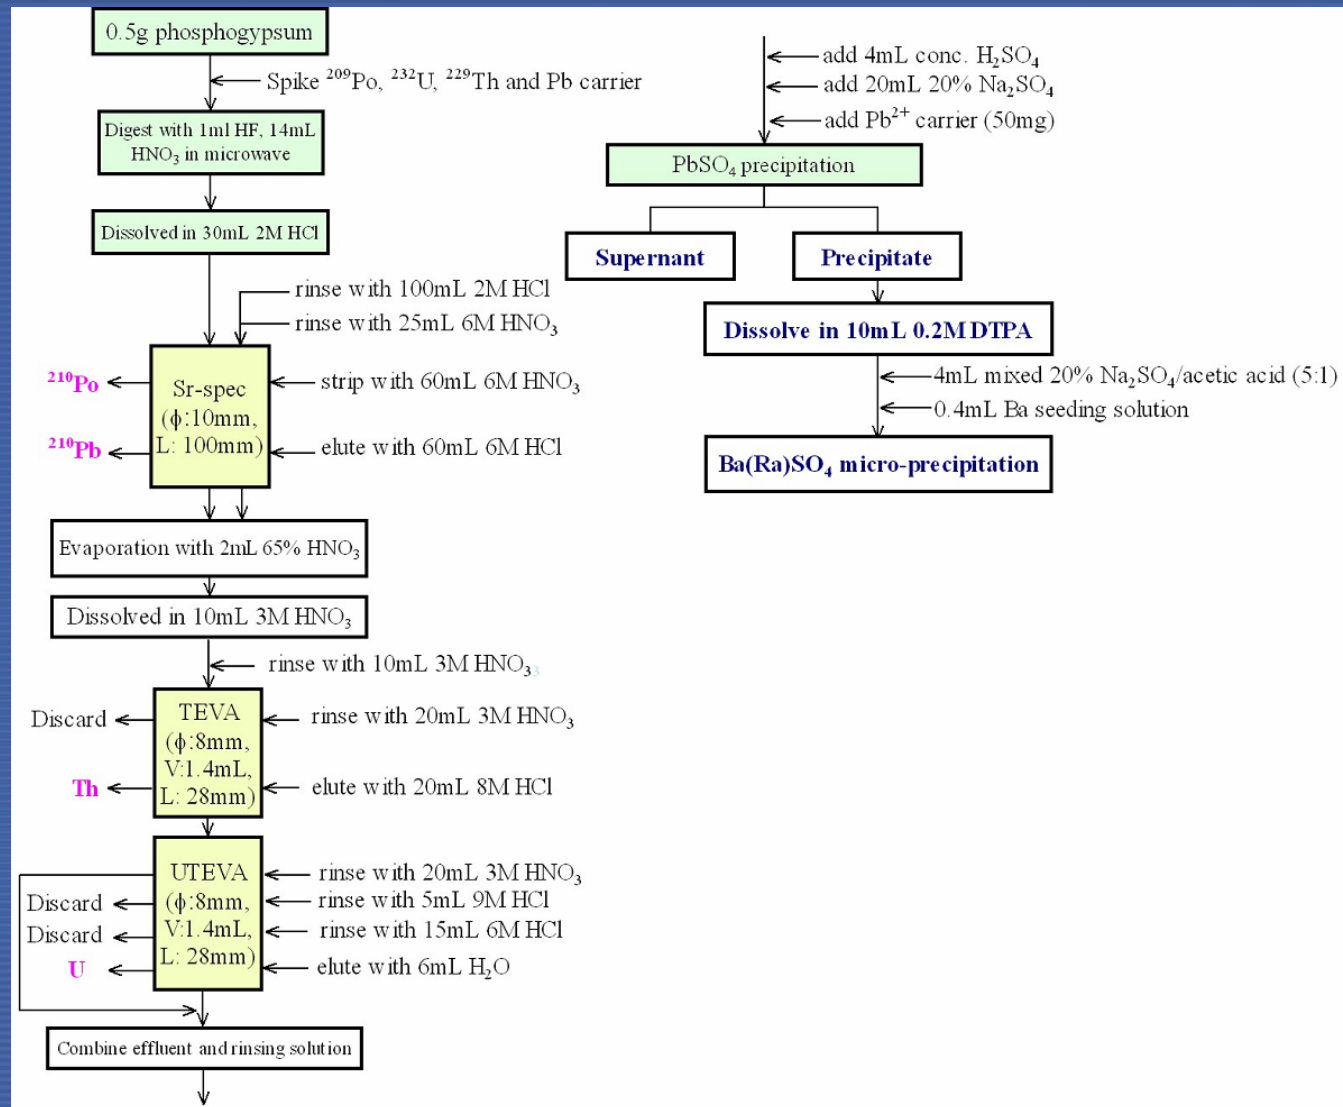 0.5g phosphogypsum
Spike ²⁰⁹Po, ²³²U, ²²⁹Th and Pb carrier
Digest with 1ml HF, 14mL
HNO₃ in microwave
Dissolved in 30mL 2M HCl
rinse with 100mL 2M HCl
rinse with 25mL 6M HNO₃
Sr-spec
(ϕ:10mm,
L: 100mm)
²¹⁰Po
strip with 60mL 6M HNO₃
²¹⁰Pb
elute with 60mL 6M HCl
Evaporation with 2mL 65% HNO₃
Dissolved in 10mL 3M HNO₃
rinse with 10mL 3M HNO₃₃
TEVA
(ϕ:8mm,
V:1.4mL,
L: 28mm)
Discard
rinse with 20mL 3M HNO₃
Th
elute with 20mL 8M HCl
UTEVA
(ϕ:8mm,
V:1.4mL,
L: 28mm)
rinse with 20mL 3M HNO₃
Discard
rinse with 5mL 9M HCl
Discard
rinse with 15mL 6M HCl
U
elute with 6mL H₂O
Combine effluent and rinsing solution
add 4mL conc. H₂SO₄
add 20mL 20% Na₂SO₄
add Pb²⁺ carrier (50mg)
PbSO₄ precipitation
Supernant
Precipitate
Dissolve in 10mL 0.2M DTPA
4mL mixed 20% Na₂SO₄/acetic acid (5:1)
0.4mL Ba seeding solution
Ba(Ra)SO₄ micro-precipitation